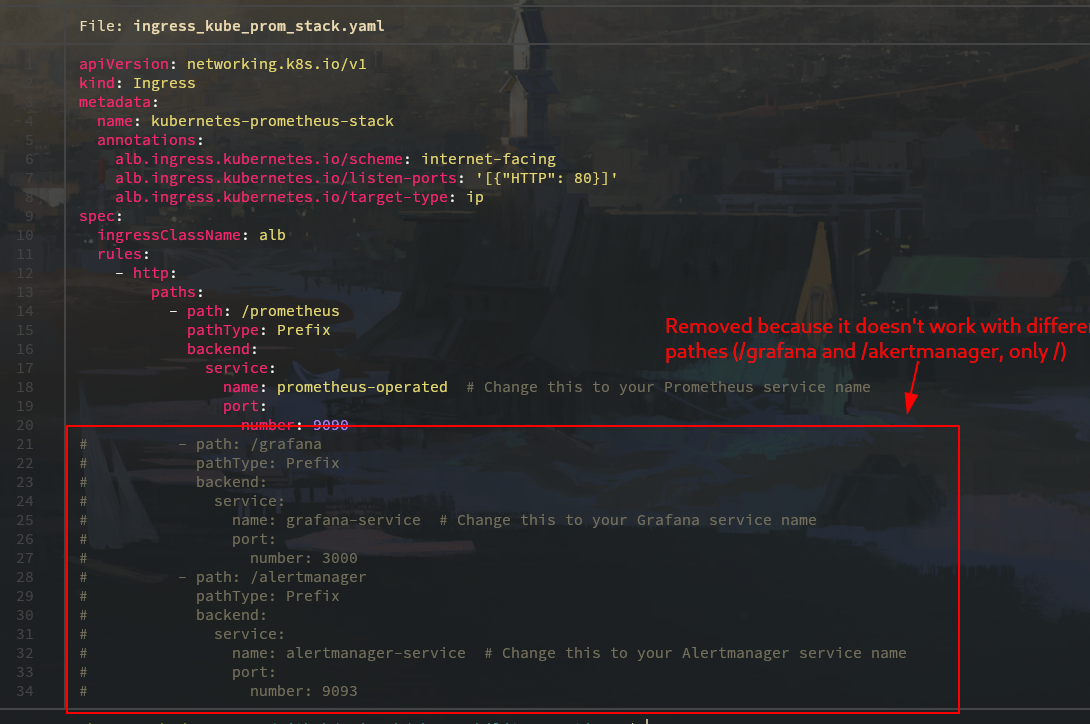 File: ingress_kube_prom_stack.yaml
1 apiVersion: networking.k8s.io/v1
2 kind: Ingress
3 metadata:
4 name: kubernetes-prometheus-stack
5 annotations:
6 alb.ingress.kubernetes.io/scheme: internet-facing
7 alb.ingress.kubernetes.io/listen-ports: '[{"HTTP": 80}]'
8 alb.ingress.kubernetes.io/target-type: ip
9 spec:
10 ingressClassName: alb
11 rules:
12 - http:
13 paths:
14 - path: /prometheus
15 pathType: Prefix
16 backend:
17 service:
18 name: prometheus-operated # Change this to your Prometheus service name
19 port:
20 number: 9090
21 # - path: /grafana
22 # pathType: Prefix
23 # backend:
24 # service:
25 # name: grafana-service # Change this to your Grafana service name
26 # port:
27 # number: 3000
28 # - path: /alertmanager
29 # pathType: Prefix
30 # backend:
31 # service:
32 # name: alertmanager-service # Change this to your Alertmanager service name
33 # port:
34 # number: 9093
Removed because it doesn't work with differe
pathes (/grafana and /akertmanager, only /)